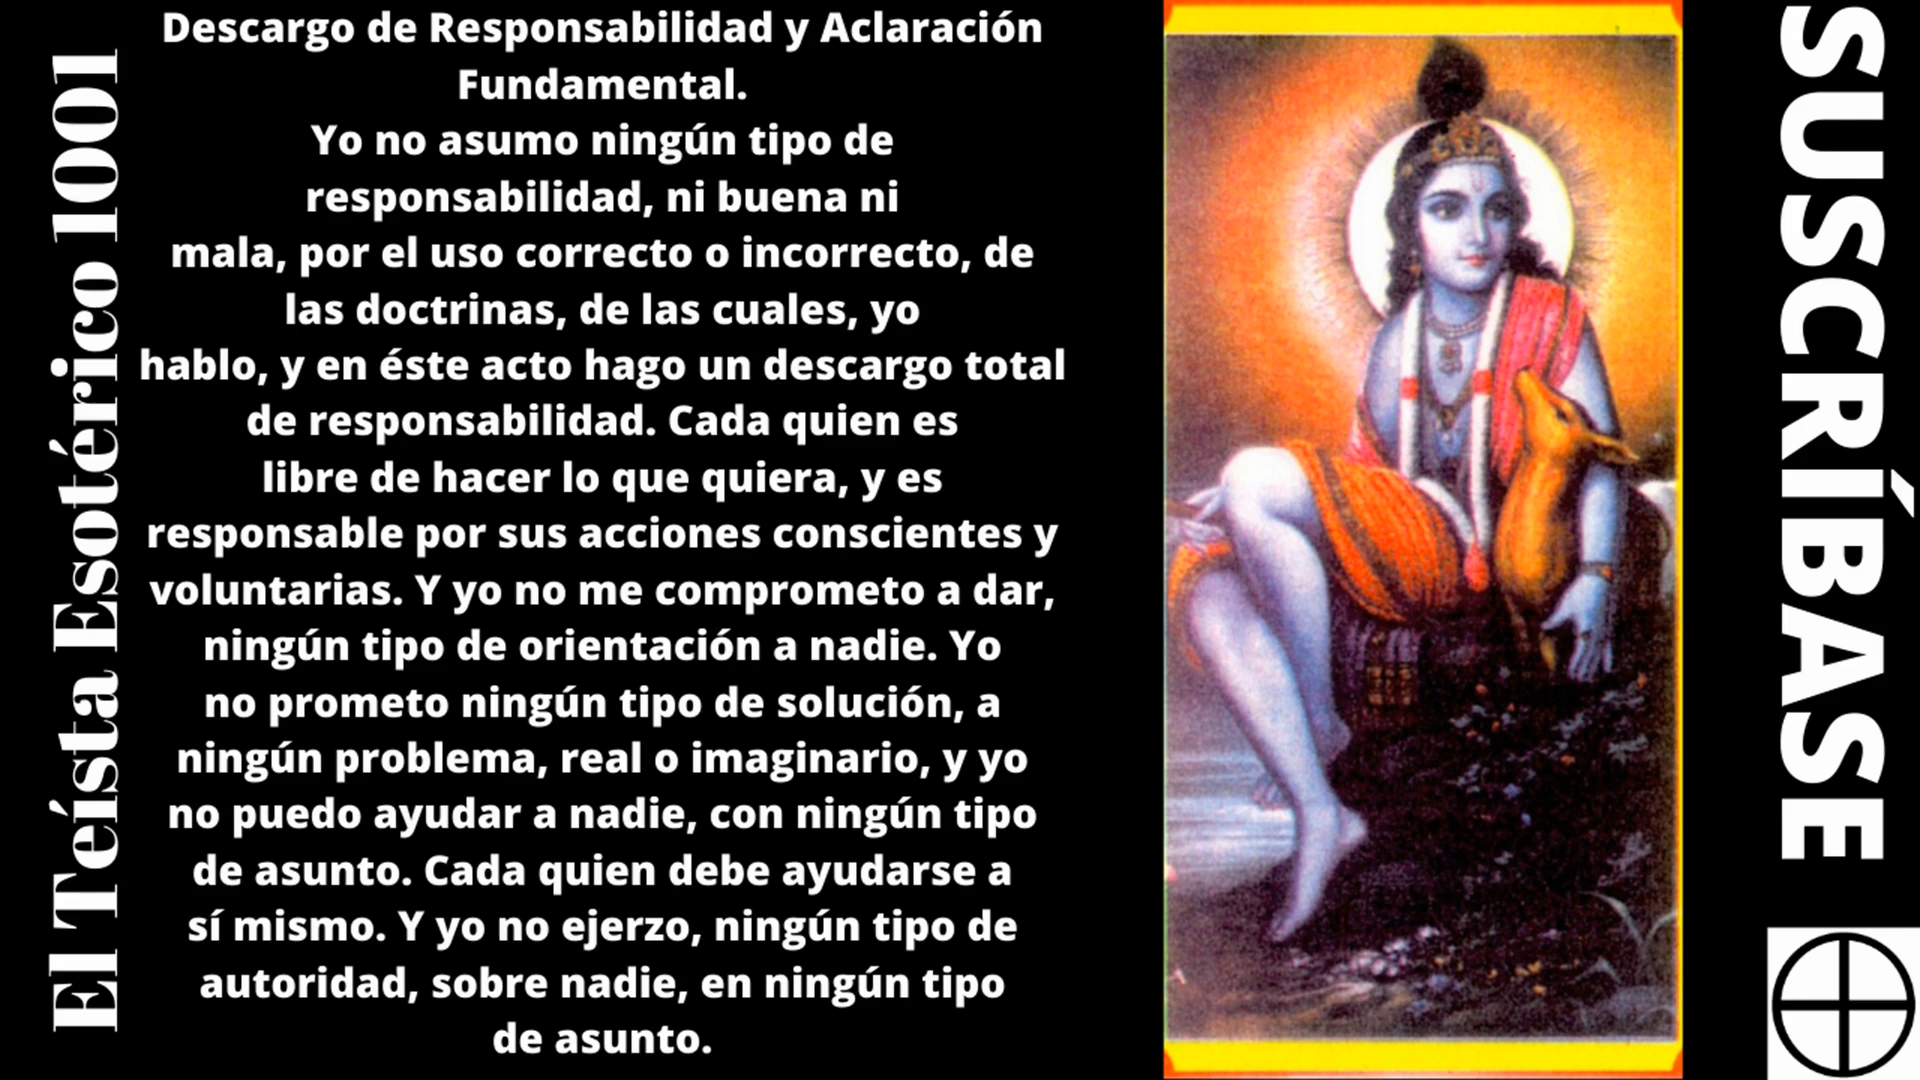 El Teísta Esotérico 1001
Descargo de Responsabilidad y Aclaración
Fundamental.
Yo no asumo ningún tipo de
responsabilidad, ni buena ni
mala, por el uso correcto o incorrecto, de
las doctrinas, de las cuales, yo
hablo, y en éste acto hago un descargo total
de responsabilidad. Cada quien es
libre de hacer lo que quiera, y es
responsable por sus acciones conscientes y
voluntarias. Y yo no me comprometo a dar,
ningún tipo de orientación a nadie. Yo
no prometo ningún tipo de solución, a
ningún problema, real o imaginario, y yo
no puedo ayudar a nadie, con ningún tipo
de asunto. Cada quien debe ayudarse a
sí mismo. Y yo no ejerzo, ningún tipo de
autoridad, sobre nadie, en ningún tipo
de asunto.
SUSCRÍBASE